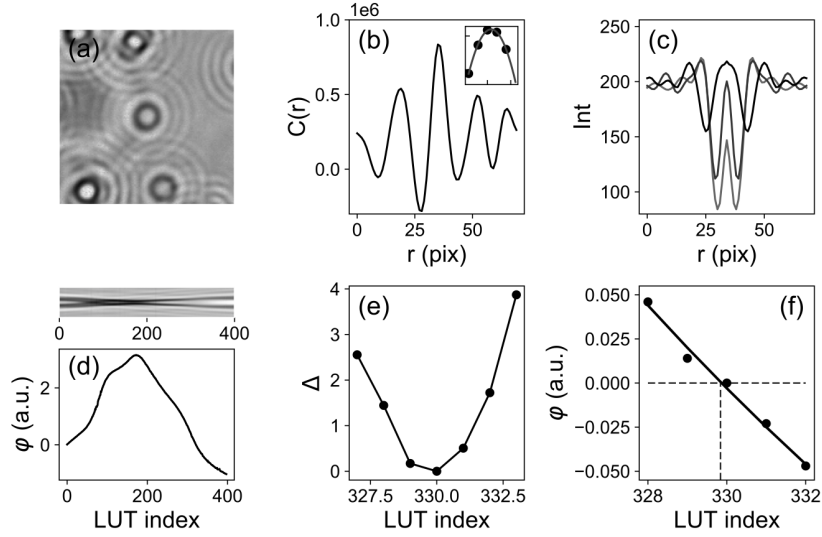 (a)
1e6
(b)
C(r)
1.0
0.5
0.0
0 25 50
r (pix)
(c)
Int
250
200
150
100
0 25 50
r (pix)
0 200 400
(d)
φ (a.u.)
2
0
0 200 400
LUT index
(e)
Δ
4
3
2
1
0
327.5 330.0 332.5
LUT index
(f)
φ (a.u.)
0.050
0.025
0.000
−0.025
−0.050
328 330 332
LUT index